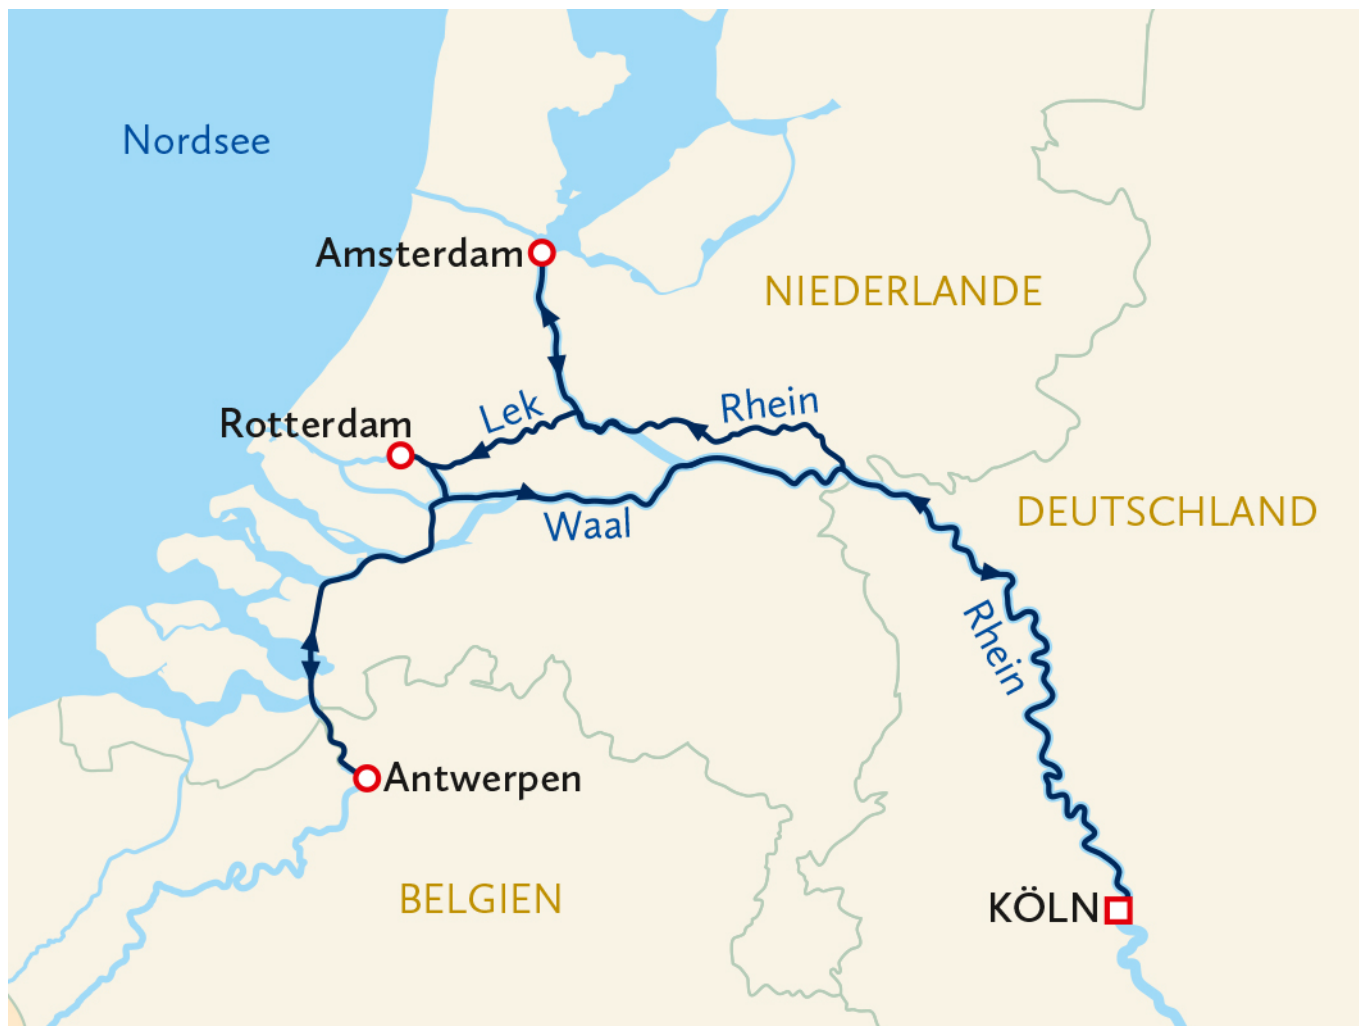 Nordsee
Amsterdam
NIEDERLANDE
Rhein
Lek
Rotterdam
DEUTSCHLAND
Waal
Rhein
Antwerpen
BELGIEN
KÖLN